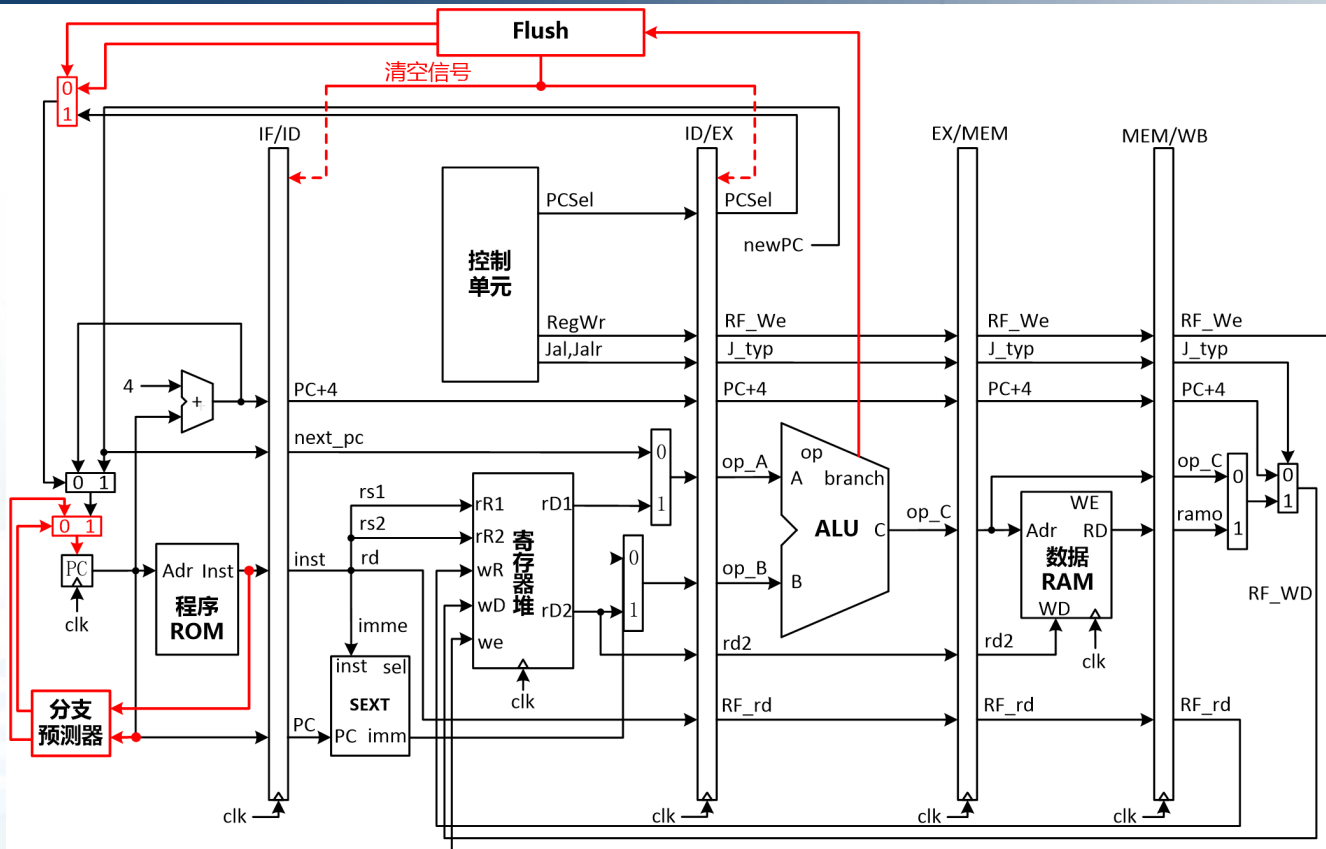 Flush
清空信号
0
1
IF/ID
ID/EX
EX/MEM
MEM/WB
控制
单元
PCSel
PCSel
newPC
RegWr
RF_We
RF_We
RF_We
Jal,Jalr
J_typ
J_typ
J_typ
4
+
PC+4
PC+4
PC+4
PC+4
next_pc
0
1
0 1
0 1
PC
clk
Adr Inst
程序
ROM
inst
rs1
rs2
rd
imme
rR1
rR2
wR
wD
we
rD1
rD2
寄存器堆
clk
0
1
op_A
op_B
op
A
branch
ALU
C
B
op_C
WE
Adr
RD
数据
RAM
WD
clk
op_C
ramo
0
1
0
1
RF_WD
rd2
rd2
inst sel
SEXT
PC imm
PC
分支
预测器
RF_rd
RF_rd
RF_rd
clk
clk
clk
clk